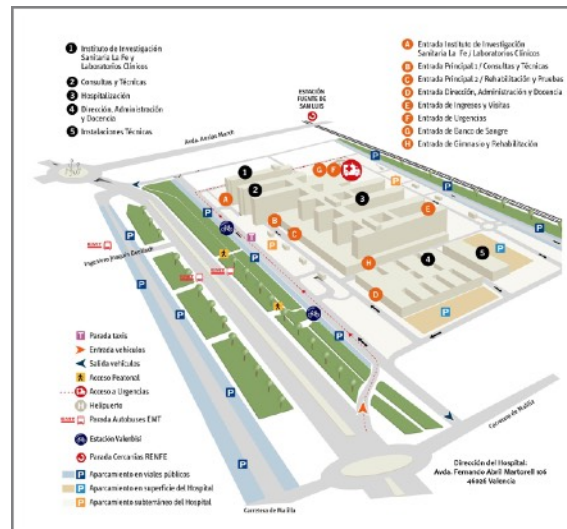 1 Instituto de Investigación
Sanitaria La Fe y
Laboratorios Clínicos
2 Consultas y Técnicas
3 Hospitalización
4 Dirección, Administración
y Docencia
5 Instalaciones Técnicas
A Entrada Instituto de Investigación
Sanitaria La Fe / Laboratorios Clínicos
B Entrada Principal 1 / Consultas y Técnicas
C Entrada Principal 2 / Rehabilitación y Pruebas
D Entrada Dirección, Administración y Docencia
E Entrada de Ingresos y Visitas
F Entrada de Urgencias
G Entrada de Banco de Sangre
H Entrada de Gimnasio y Rehabilitación
ESTACIÓN
FUENTE DE
SAN LUIS
Avda. Ausias March
T Parada taxis
Entrada vehículos
Salida vehículos
Acceso Peatonal
Acceso a Urgencias
H Helipuerto
Parada Autobuses EMT
Estación Valenbisi
Parada Cercanías RENFE
P Aparcamiento en viales públicos
P Aparcamiento en superficie del Hospital
P Aparcamiento subterráneo del Hospital
Carretera de Malilla
Carretera de Malilla
Dirección del Hospital:
Avda. Fernando Abril Martorell 106
46026 Valencia